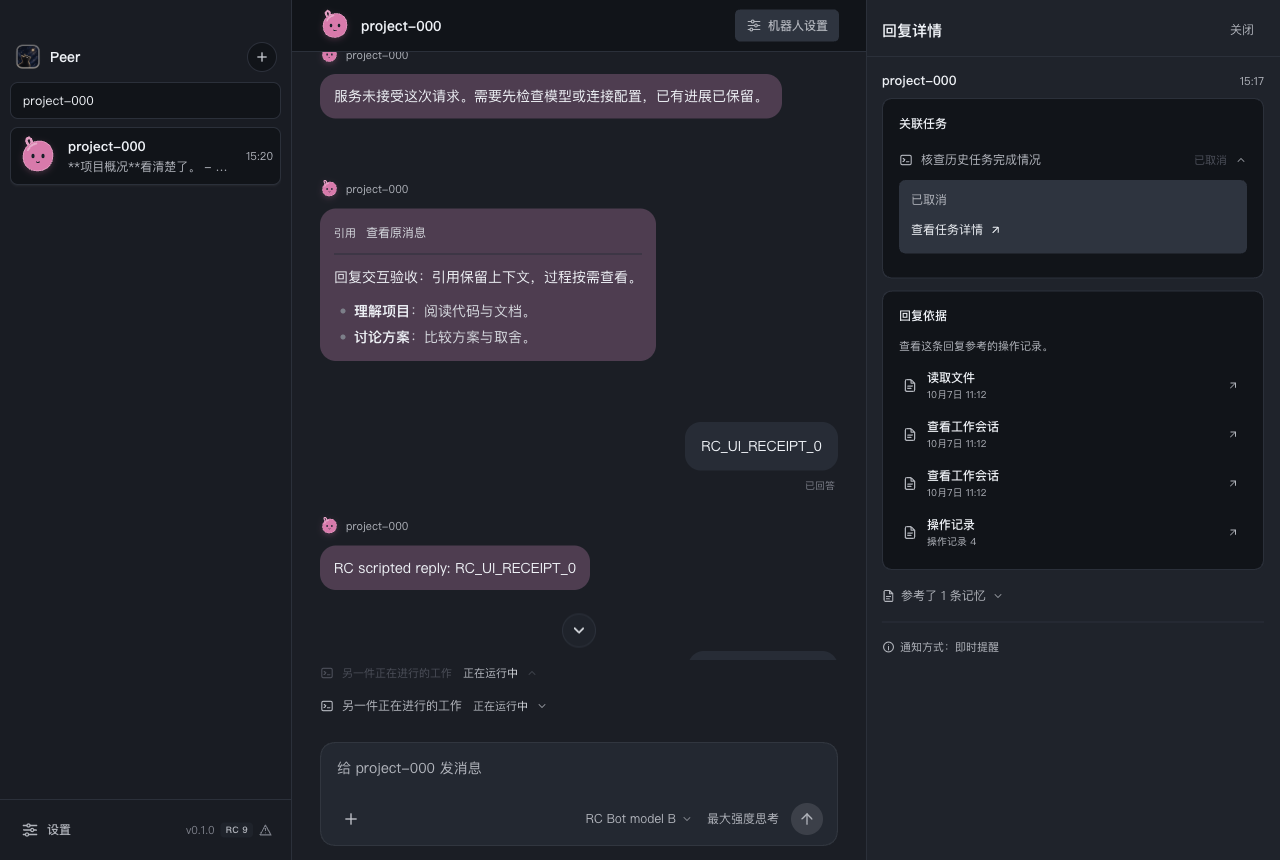 Peer
project-000
project-000
15:20
**项目概况**看清楚了。 – …
设置
v0.1.0
RC 9
project-000
机器人设置
project-000
服务未接受这次请求。需要先检查模型或连接配置，已有进展已保留。
project-000
引用 查看原消息
回复交互验收：引用保留上下文，过程按需查看。
• 理解项目：阅读代码与文档。
• 讨论方案：比较方案与取舍。
RC_UI_RECEIPT_0
已回答
project-000
RC scripted reply: RC_UI_RECEIPT_0
另一件正在进行的工作 正在运行中
另一件正在进行的工作 正在运行中
给 project-000 发消息
RC Bot model B
最大强度思考
回复详情
关闭
project-000
15:17
关联任务
核查历史任务完成情况
已取消
已取消
查看任务详情
回复依据
查看这条回复参考的操作记录。
读取文件
10月7日 11:12
查看工作会话
10月7日 11:12
查看工作会话
10月7日 11:12
操作记录
操作记录 4
参考了 1 条记忆
通知方式：即时提醒